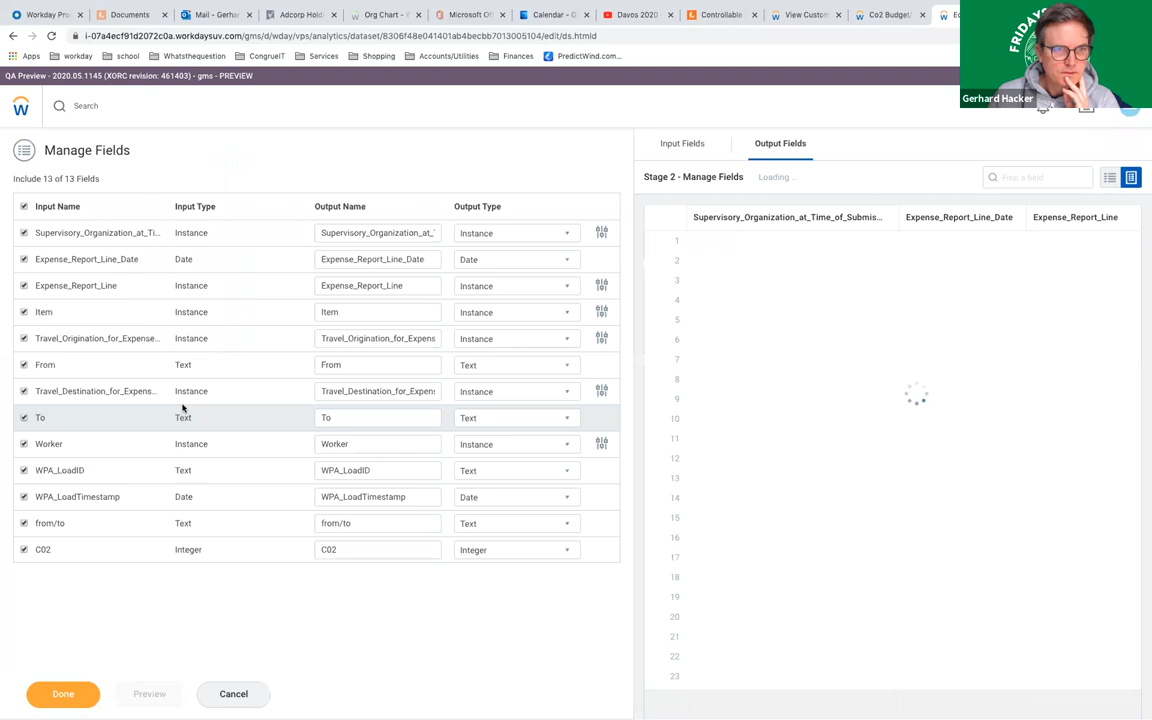 Workday Pro
Documents
Mail - Gerha
Adcorp Holdi
Org Chart - W
Microsoft Of
Calendar - G
Davos 2020
Controllable
View Custom
Co2 Budget/
i-07a4ecf91d2072c0a.workdaysuv.com/gms/d/wday/vps/analytics/dataset/8306f48e041401ab4becbb7013005104/edit/ds.htmld
Apps workday school Whatsthequestion CongrueIT Services Shopping Accounts/Utilities Finances PredictWind.com...
QA Preview - 2020.05.1145 (XORC revision: 461403) - gms - PREVIEW
FRIDAYS
Gerhard Hacker
Search
Manage Fields
Include 13 of 13 Fields
Input Name Input Type Output Name Output Type
Supervisory_Organization_at_Ti... Instance Supervisory_Organization_at_ Instance
Expense_Report_Line_Date Date Expense_Report_Line_Date Date
Expense_Report_Line Instance Expense_Report_Line Instance
Item Instance Item Instance
Travel_Origination_for_Expense... Instance Travel_Origination_for_Expens Instance
From Text From Text
Travel_Destination_for_Expens... Instance Travel_Destination_for_Expens Instance
To Text To Text
Worker Instance Worker Instance
WPA_LoadID Text WPA_LoadID Text
WPA_LoadTimestamp Date WPA_LoadTimestamp Date
from/to Text from/to Text
C02 Integer C02 Integer
Done Preview Cancel
Input Fields Output Fields
Stage 2 - Manage Fields Loading ... Find a field
Supervisory_Organization_at_Time_of_Submis... Expense_Report_Line_Date Expense_Report_Line
1
2
3
4
5
6
7
8
9
10
11
12
13
14
15
16
17
18
19
20
21
22
23